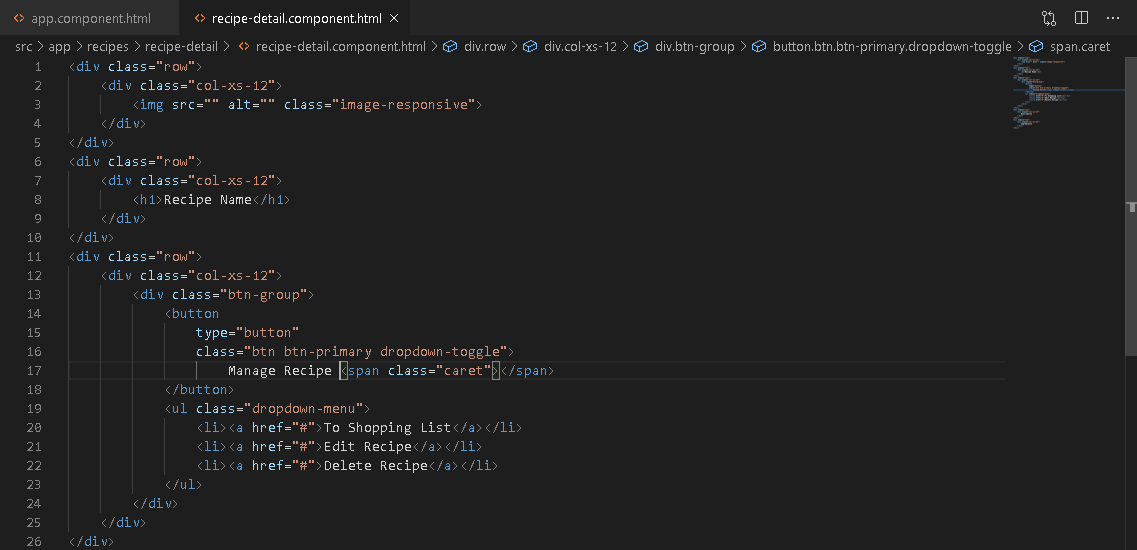 app.component.html
recipe-detail.component.html
src > app > recipes > recipe-detail > recipe-detail.component.html > div.row > div.col-xs-12 > div.btn-group > button.btn.btn-primary.dropdown-toggle > span.caret
1 <div class="row">
2 <div class="col-xs-12">
3 <img src="" alt="" class="image-responsive">
4 </div>
5 </div>
6 <div class="row">
7 <div class="col-xs-12">
8 <h1>Recipe Name</h1>
9 </div>
10 </div>
11 <div class="row">
12 <div class="col-xs-12">
13 <div class="btn-group">
14 <button
15 type="button"
16 class="btn btn-primary dropdown-toggle">
17 Manage Recipe <span class="caret"></span>
18 </button>
19 <ul class="dropdown-menu">
20 <li><a href="#">To Shopping List</a></li>
21 <li><a href="#">Edit Recipe</a></li>
22 <li><a href="#">Delete Recipe</a></li>
23 </ul>
24 </div>
25 </div>
26 </div>